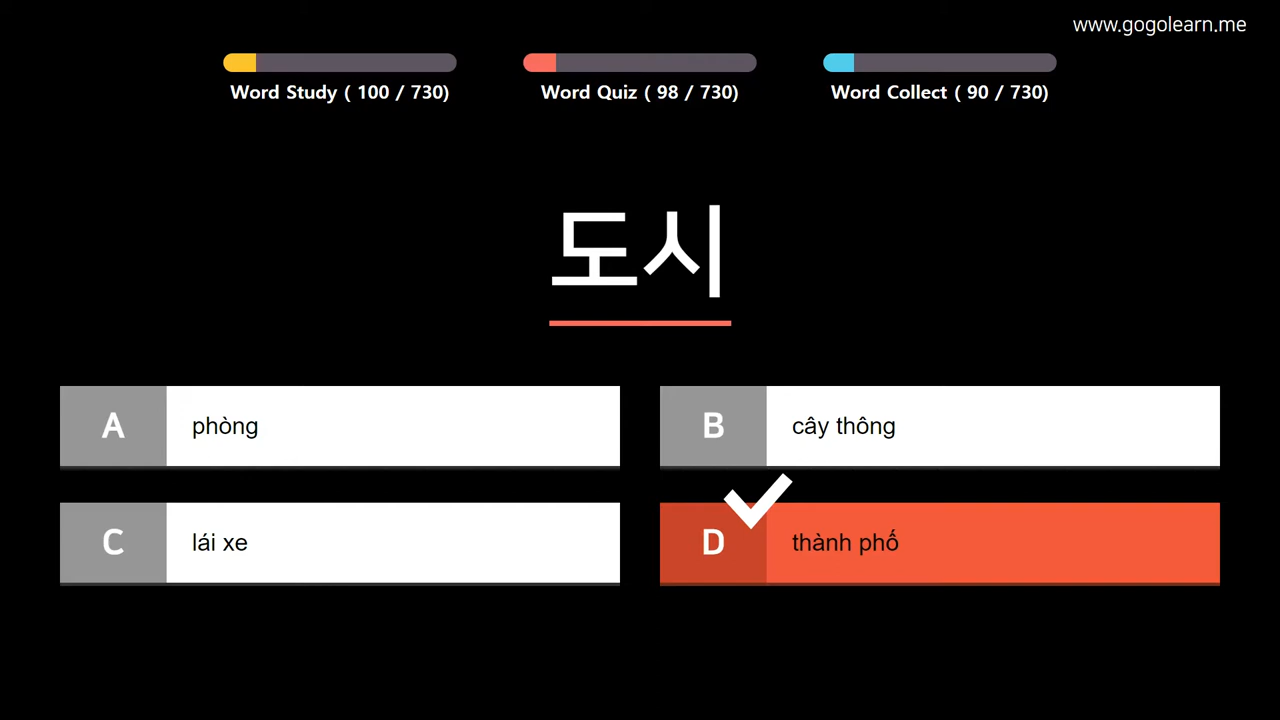 www.gogolearn.me
Word Study ( 100 / 730)
Word Quiz ( 98 / 730)
Word Collect ( 90 / 730)
도시
A phòng
B cây thông
C lái xe
D thành phố